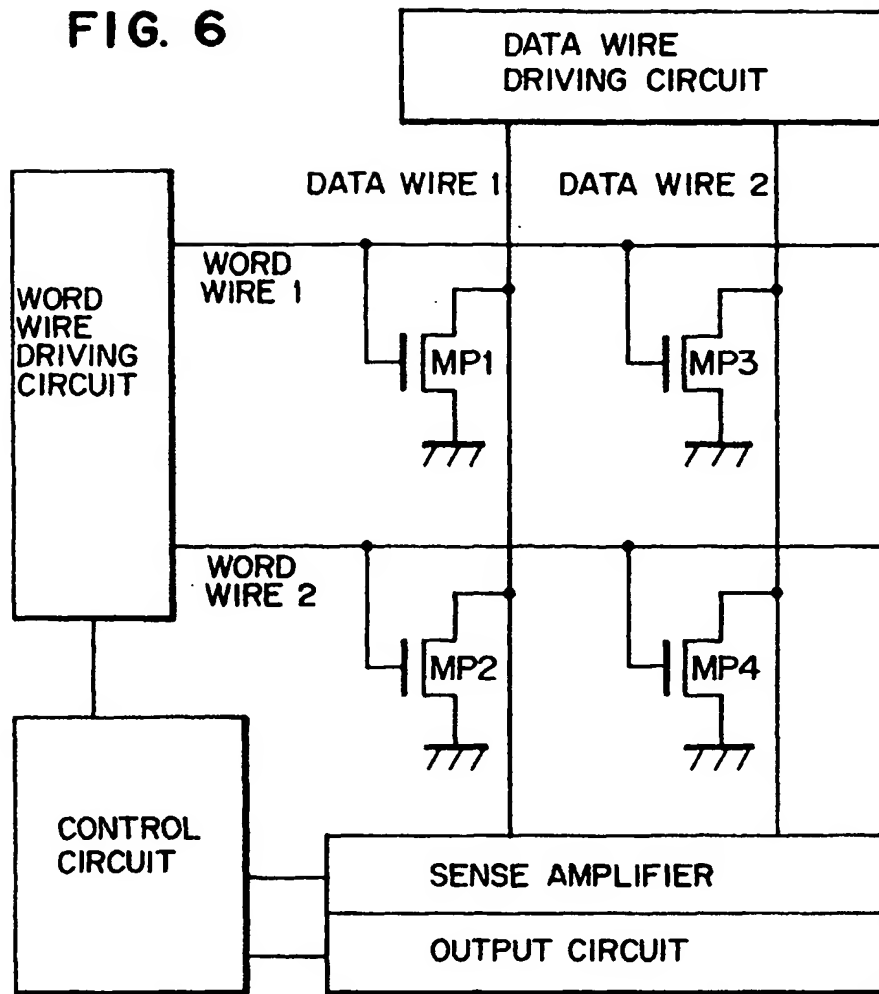 FIG. 6
DATA WIRE
DRIVING CIRCUIT
DATA WIRE 1
DATA WIRE 2
WORD
WIRE 1
WORD
WIRE
DRIVING
CIRCUIT
MP1
MP3
WORD
WIRE 2
MP2
MP4
CONTROL
CIRCUIT
SENSE AMPLIFIER
OUTPUT CIRCUIT